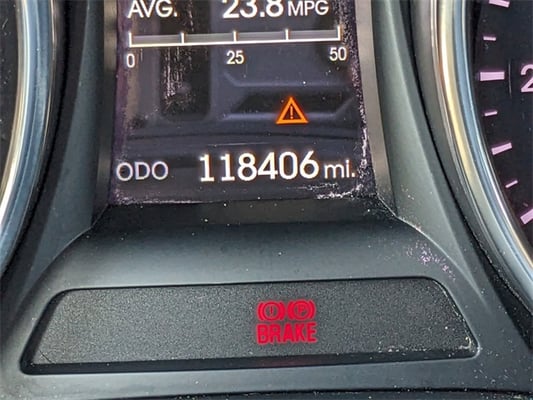 AVG. 23.8 MPG
0 25 50
ODO 118406 mi.
BRAKE